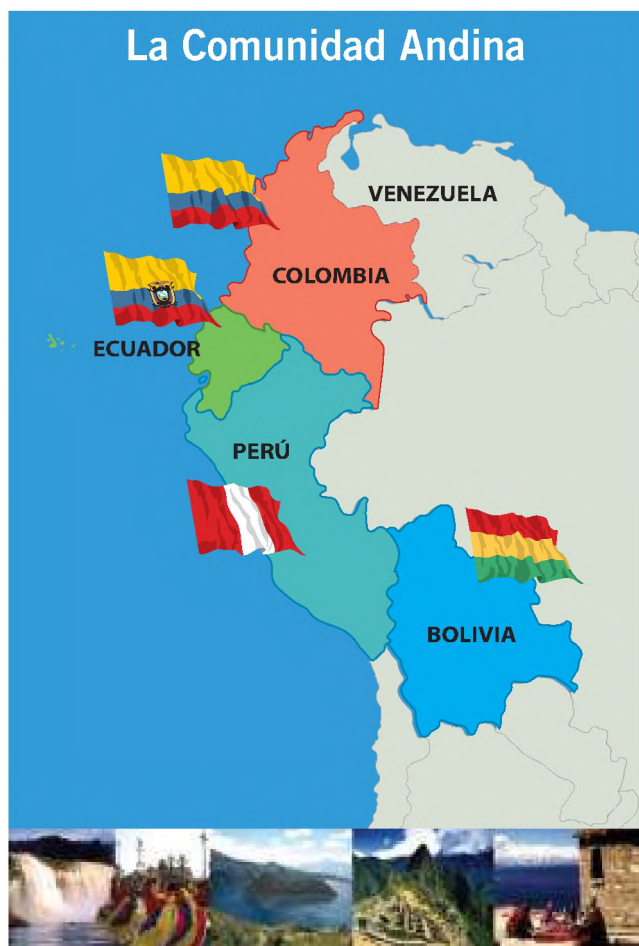 La Comunidad Andina
VENEZUELA
COLOMBIA
ECUADOR
PERÚ
BOLIVIA